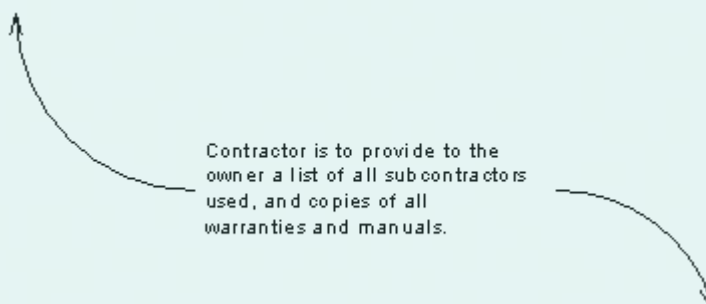 Contractor is to provide to the
owner a list of all subcontractors
used, and copies of all
warranties and manuals.